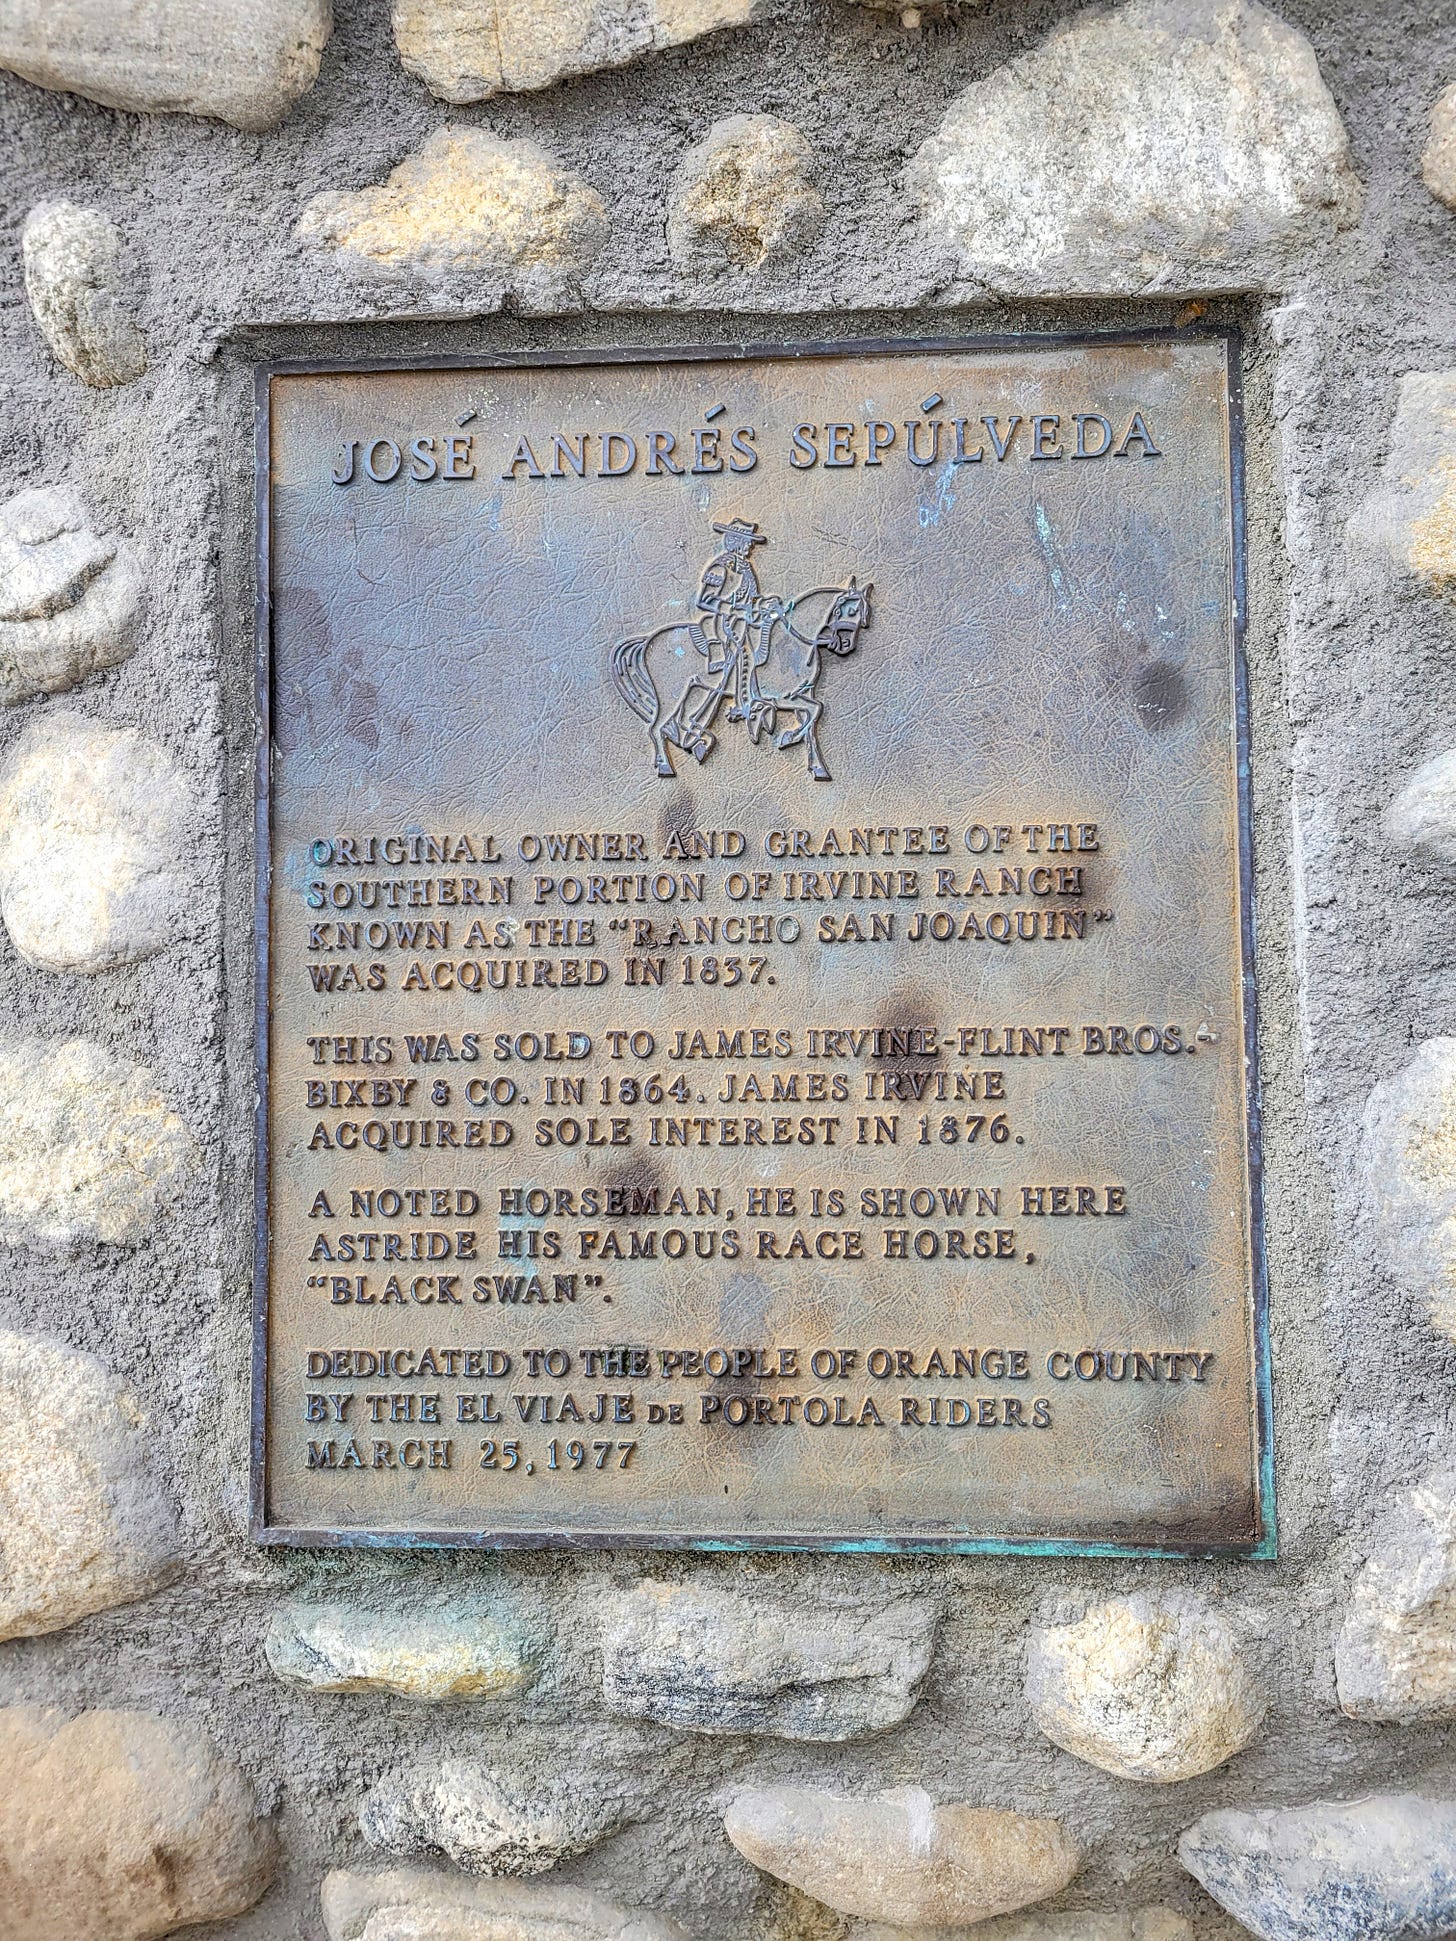 JOSÉ ANDRÉS SEPÚLVEDA
ORIGINAL OWNER AND GRANTEE OF THE
SOUTHERN PORTION OF IRVINE RANCH
KNOWN AS THE “RANCHO SAN JOAQUIN”
WAS ACQUIRED IN 1837.
THIS WAS SOLD TO JAMES IRVINE-FLINT BROS.-
BIXBY & CO. IN 1864. JAMES IRVINE
ACQUIRED SOLE INTEREST IN 1876.
A NOTED HORSEMAN, HE IS SHOWN HERE
ASTRIDE HIS FAMOUS RACE HORSE,
“BLACK SWAN”.
DEDICATED TO THE PEOPLE OF ORANGE COUNTY
BY THE EL VIAJE DE PORTOLA RIDERS
MARCH 25, 1977